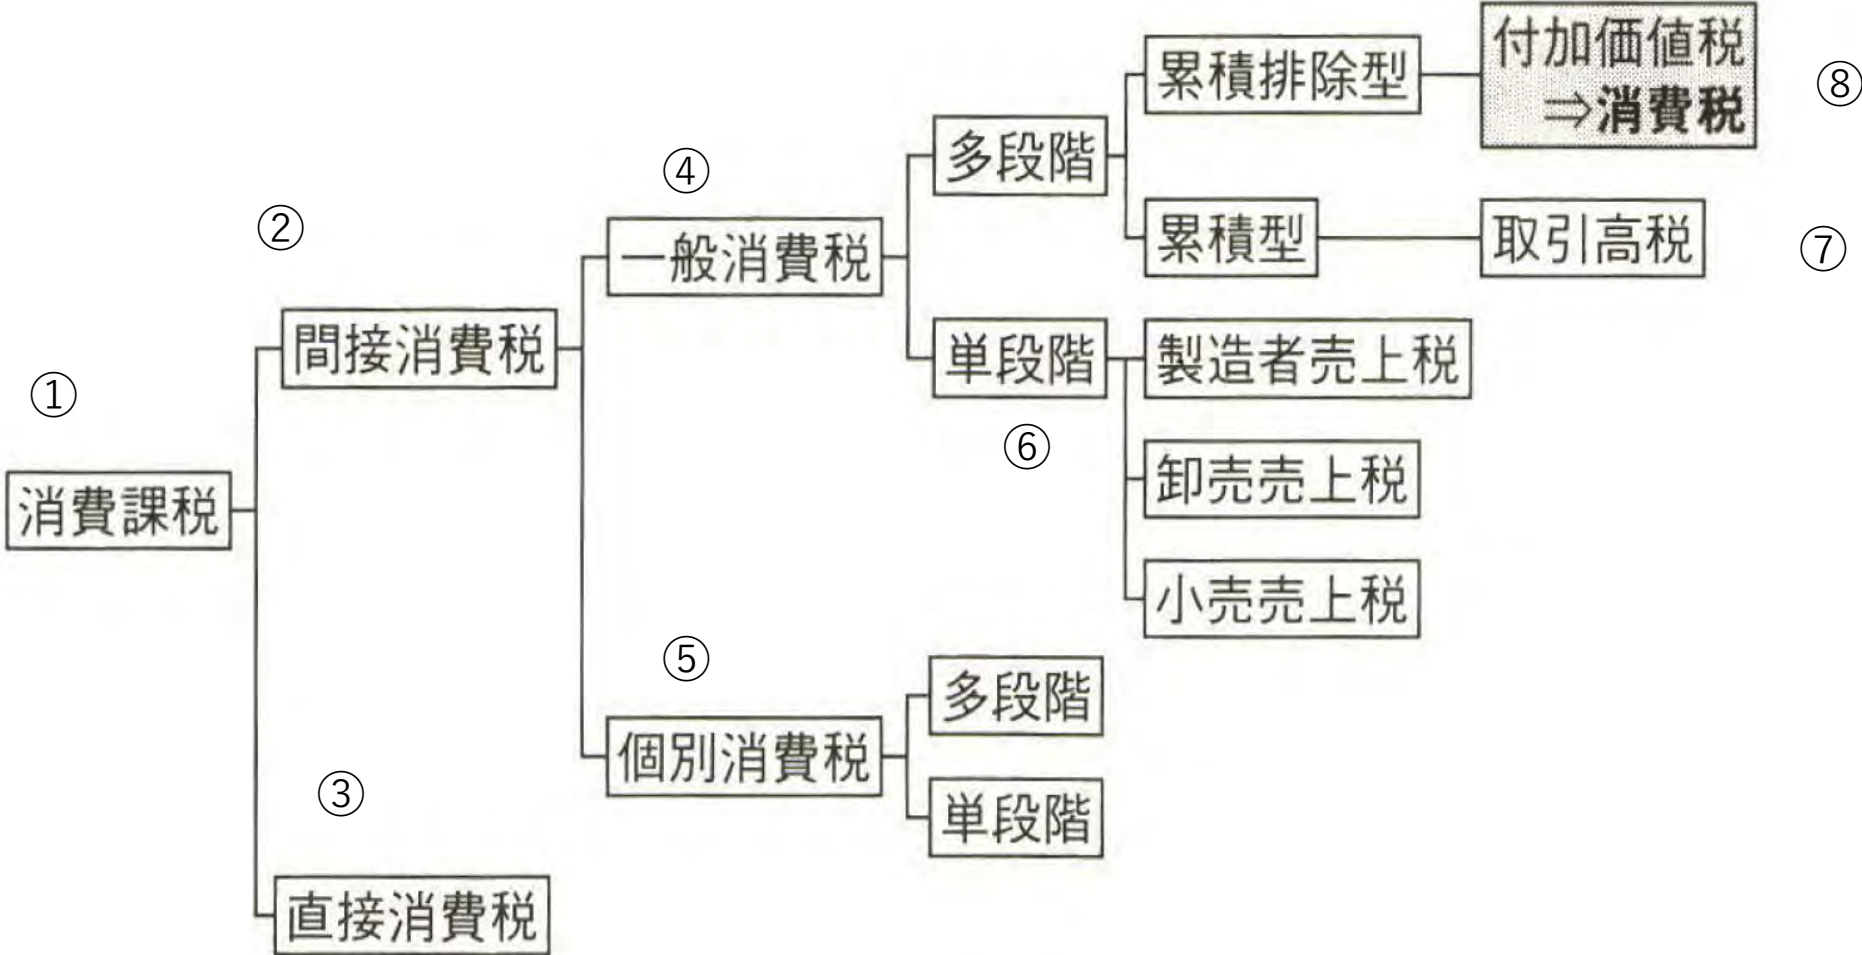 ①
消費課税
②
間接消費税
③
直接消費税
④
一般消費税
⑤
個別消費税
多段階
単段階
⑥
多段階
単段階
累積排除型
累積型
製造者売上税
卸売売上税
小売売上税
付加価値税
⇒消費税
⑧
取引高税
⑦